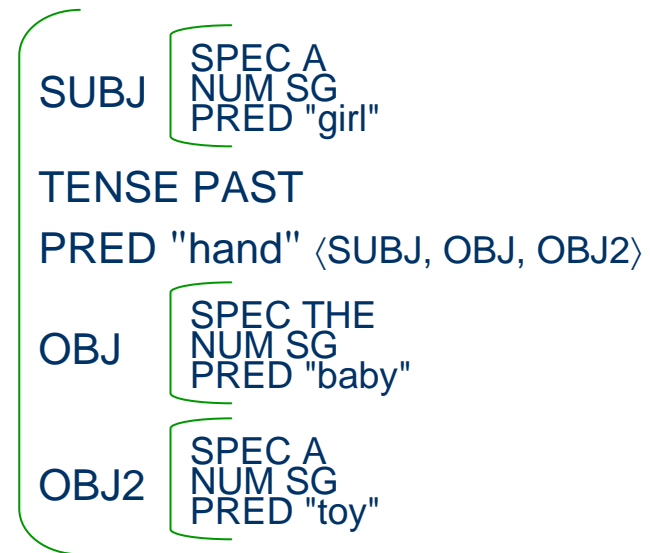 SUBJ
SPEC A
NUM SG
PRED "girl"
TENSE PAST
PRED "hand" ⟨SUBJ, OBJ, OBJ2⟩
OBJ
SPEC THE
NUM SG
PRED "baby"
OBJ2
SPEC A
NUM SG
PRED "toy"